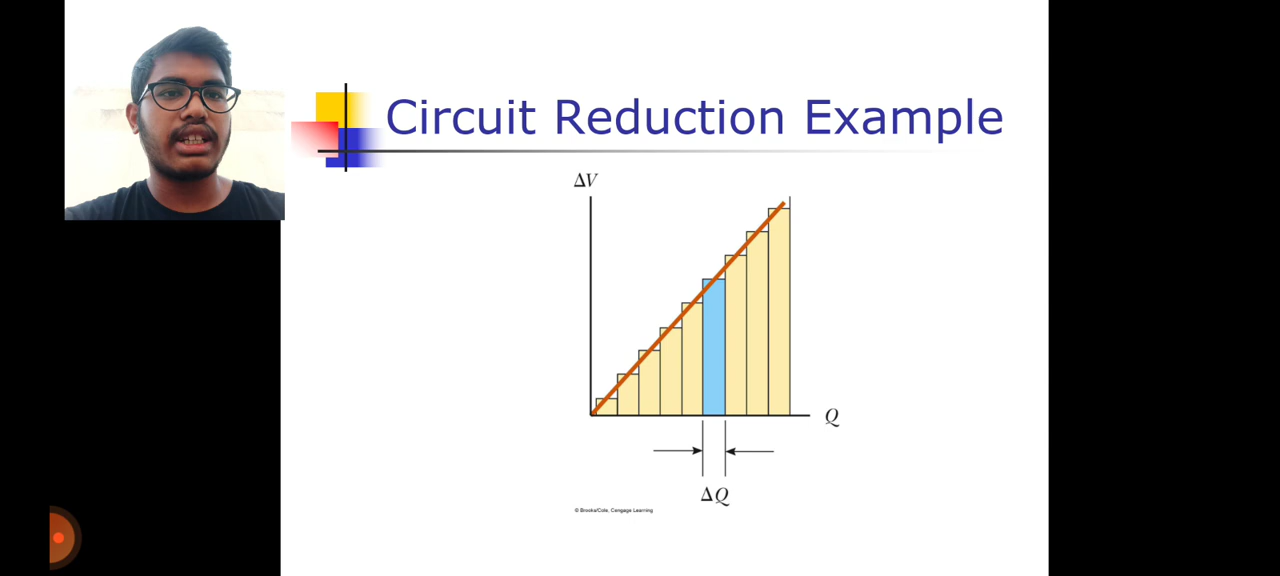 Circuit Reduction Example
ΔV
Q
ΔQ
© Brooks/Cole, Cengage Learning